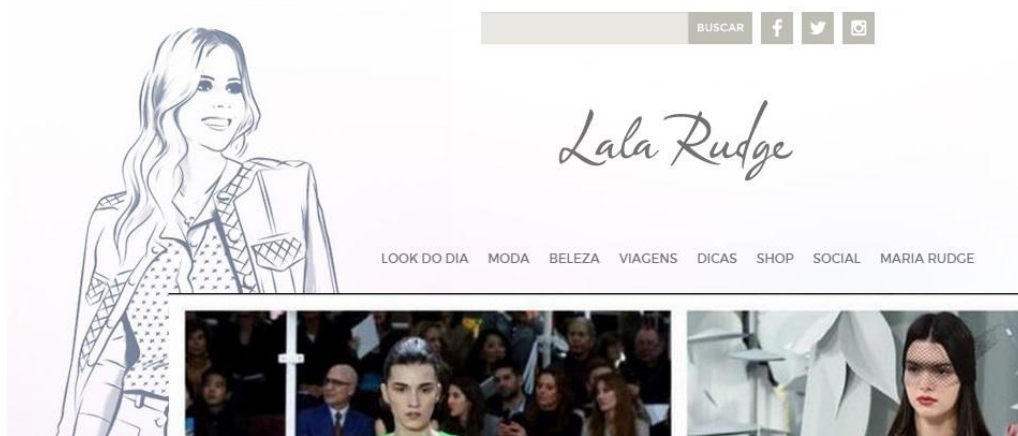 BUSCAR
Lala Rudge
LOOK DO DIA MODA BELEZA VIAGENS DICAS SHOP SOCIAL MARIA RUDGE